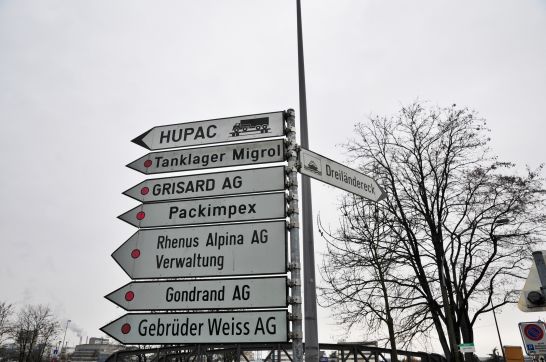 HUPAC
Tanklager Migrol
Dreiländereck
GRISARD AG
Packimpex
Rhenus Alpina AG
Verwaltung
Gondrand AG
Gebrüder Weiss AG